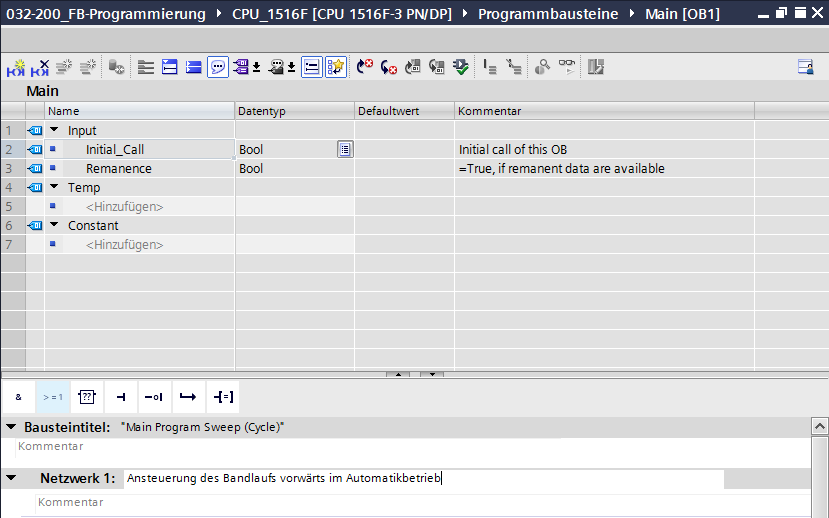 032-200_FB-Programmierung ▸ CPU_1516F [CPU 1516F-3 PN/DP] ▸ Programmbausteine ▸ Main [OB1]
Main
Name Datentyp Defaultwert Kommentar
1 Input
2 Initial_Call Bool Initial call of this OB
3 Remanence Bool =True, if remanent data are available
4 Temp
5 <Hinzufügen>
6 Constant
7 <Hinzufügen>
& >=1 ?? -o| -[=]
Bausteintitel: "Main Program Sweep (Cycle)"
Kommentar
Netzwerk 1: Ansteuerung des Bandlaufs vorwärts im Automatikbetrieb
Kommentar